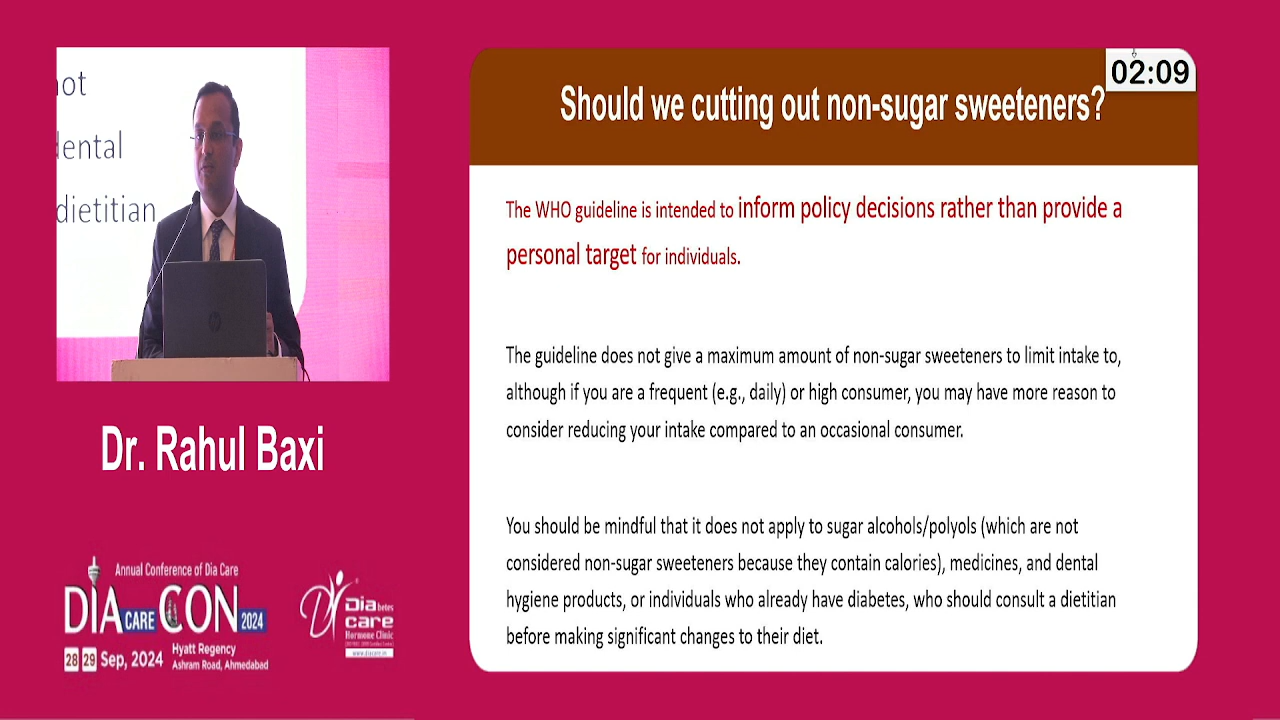 not
dental
dietitian
Dr. Rahul Baxi
Annual Conference of Dia Care
DIA CARE CON 2024
28 29 Sep, 2024
Hyatt Regency
Ashram Road, Ahmedabad
Diabetes
care
Hormone Clinic
www.diacare.in
02:09
Should we cutting out non-sugar sweeteners?
The WHO guideline is intended to inform policy decisions rather than provide a
personal target for individuals.
The guideline does not give a maximum amount of non-sugar sweeteners to limit intake to,
although if you are a frequent (e.g., daily) or high consumer, you may have more reason to
consider reducing your intake compared to an occasional consumer.
You should be mindful that it does not apply to sugar alcohols/polyols (which are not
considered non-sugar sweeteners because they contain calories), medicines, and dental
hygiene products, or individuals who already have diabetes, who should consult a dietitian
before making significant changes to their diet.